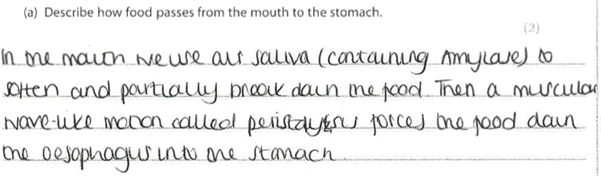 (a) Describe how food passes from the mouth to the stomach.
(2)
In the mouth we use our saliva (containing Amylase) to
soften and partially break down the food. Then a muscular
wave-like motion called peristalysis forces the food down
the oesophagus into the stomach.